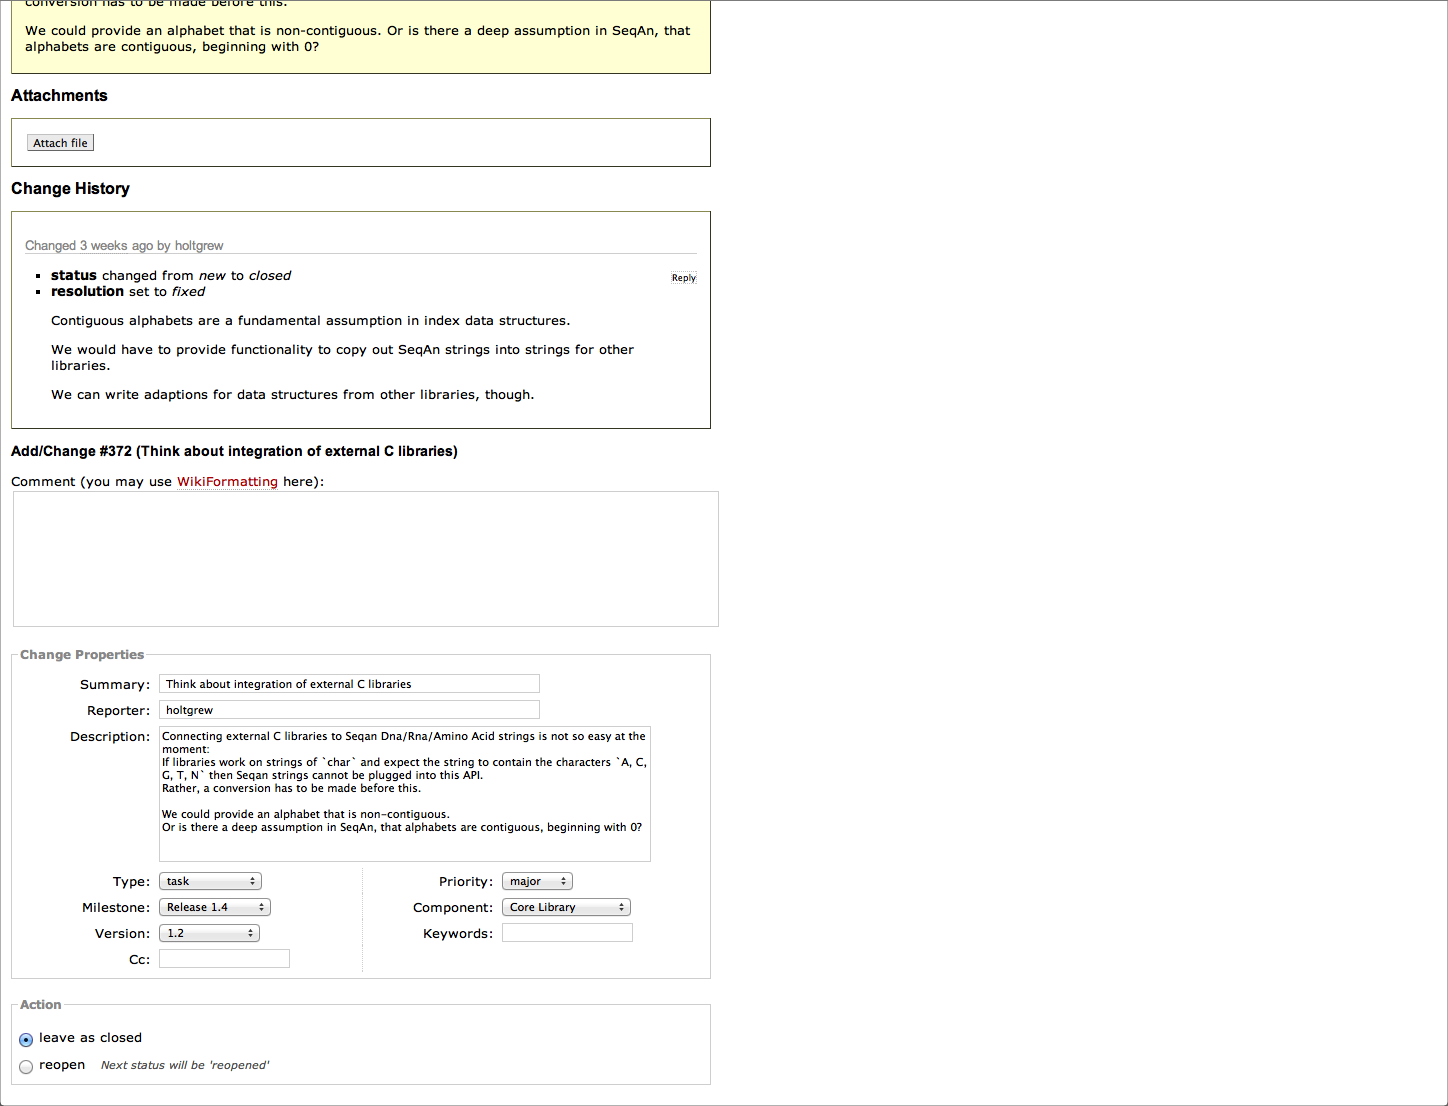 conversion has to be made before this.
We could provide an alphabet that is non-contiguous. Or is there a deep assumption in SeqAn, that
alphabets are contiguous, beginning with 0?
Attachments
Attach file
Change History
Changed 3 weeks ago by holtgrew
status changed from new to closed
Reply
resolution set to fixed
Contiguous alphabets are a fundamental assumption in index data structures.
We would have to provide functionality to copy out SeqAn strings into strings for other
libraries.
We can write adaptions for data structures from other libraries, though.
Add/Change #372 (Think about integration of external C libraries)
Comment (you may use WikiFormatting here):
Change Properties
Summary: Think about integration of external C libraries
Reporter: holtgrew
Description: Connecting external C libraries to Seqan Dna/Rna/Amino Acid strings is not so easy at the
moment:
If libraries work on strings of `char` and expect the string to contain the characters `A, C,
G, T, N` then Seqan strings cannot be plugged into this API.
Rather, a conversion has to be made before this.
We could provide an alphabet that is non-contiguous.
Or is there a deep assumption in SeqAn, that alphabets are contiguous, beginning with 0?
Type: task Priority: major
Milestone: Release 1.4 Component: Core Library
Version: 1.2 Keywords:
Cc:
Action
leave as closed
reopen Next status will be 'reopened'